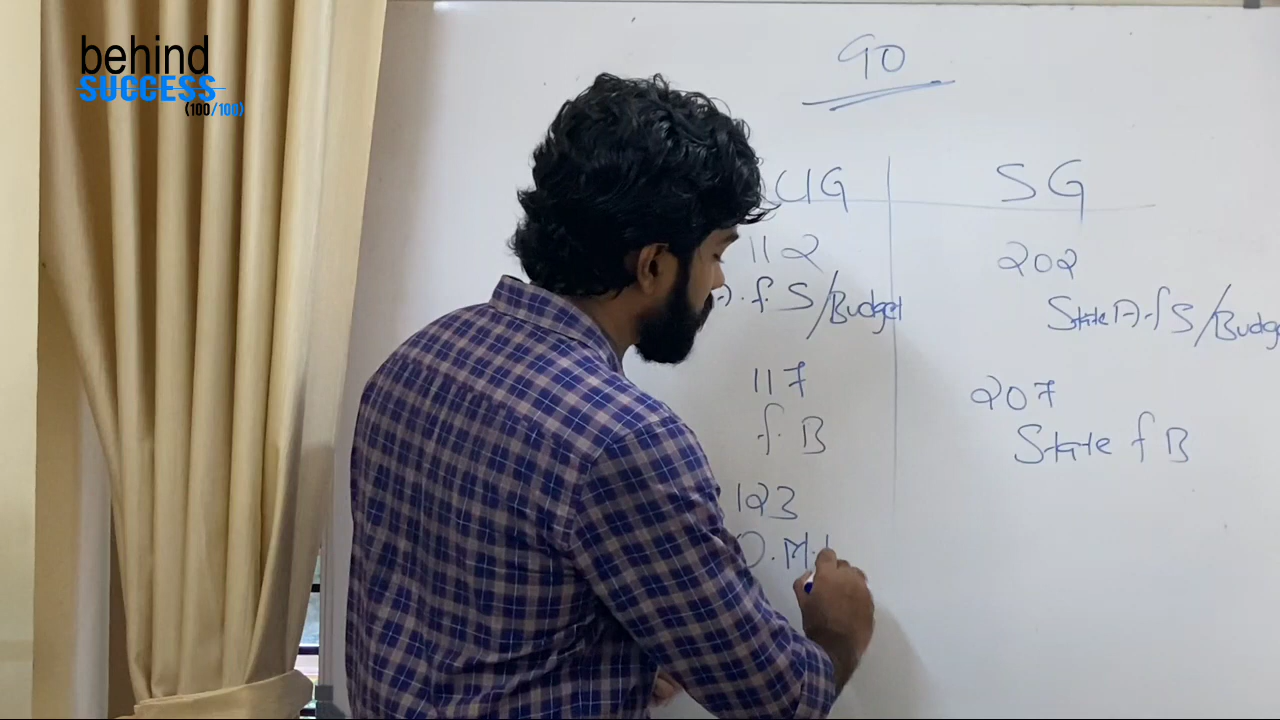 behind
SUCCESS
(100/100)
90
UG SG
112 202
A. f. S/Budget State A. f S/Budg
117 207
f. B State f B
123
O. M.